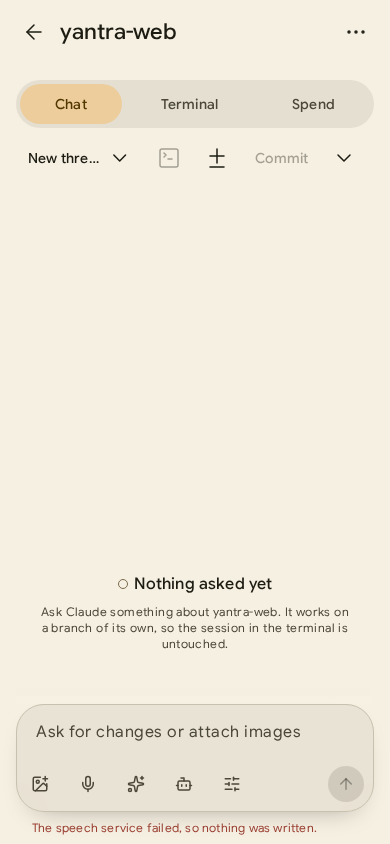 yantra-web
Chat
Terminal
Spend
New thre...
Commit
Nothing asked yet
Ask Claude something about yantra-web. It works on
a branch of its own, so the session in the terminal is
untouched.
Ask for changes or attach images
The speech service failed, so nothing was written.